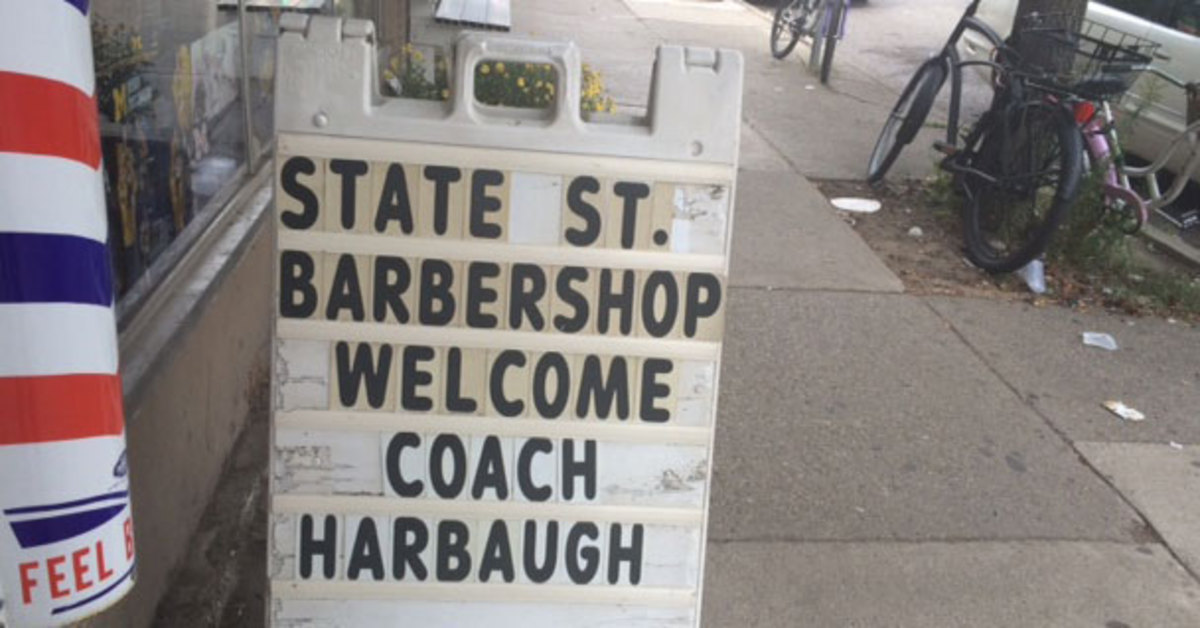 STATE ST.
BARBERSHOP
WELCOME
COACH
HARBAUGH
FEEL